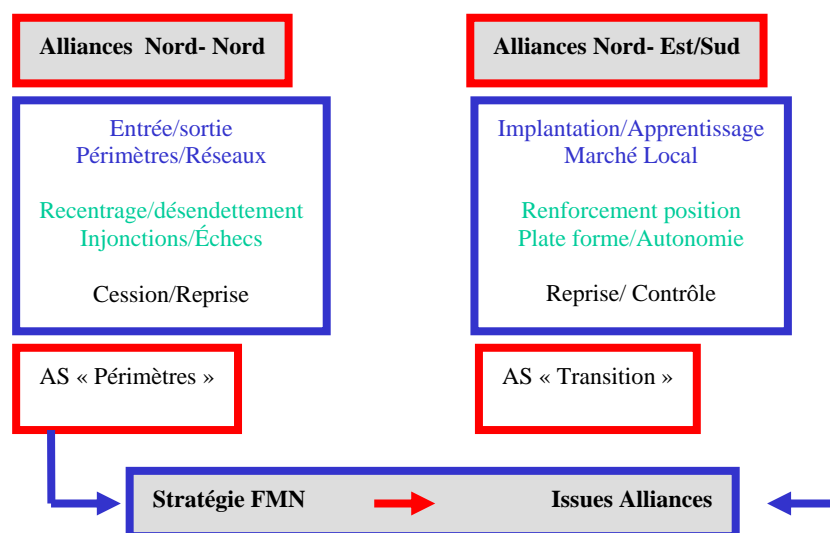 Alliances Nord- Nord
Entrée/sortie
Périmètres/Réseaux
Recentrage/désendettement
Injonctions/Échecs
Cession/Reprise
AS « Périmètres »
Alliances Nord- Est/Sud
Implantation/Apprentissage
Marché Local
Renforcement position
Plate forme/Autonomie
Reprise/ Contrôle
AS « Transition »
Stratégie FMN
Issues Alliances